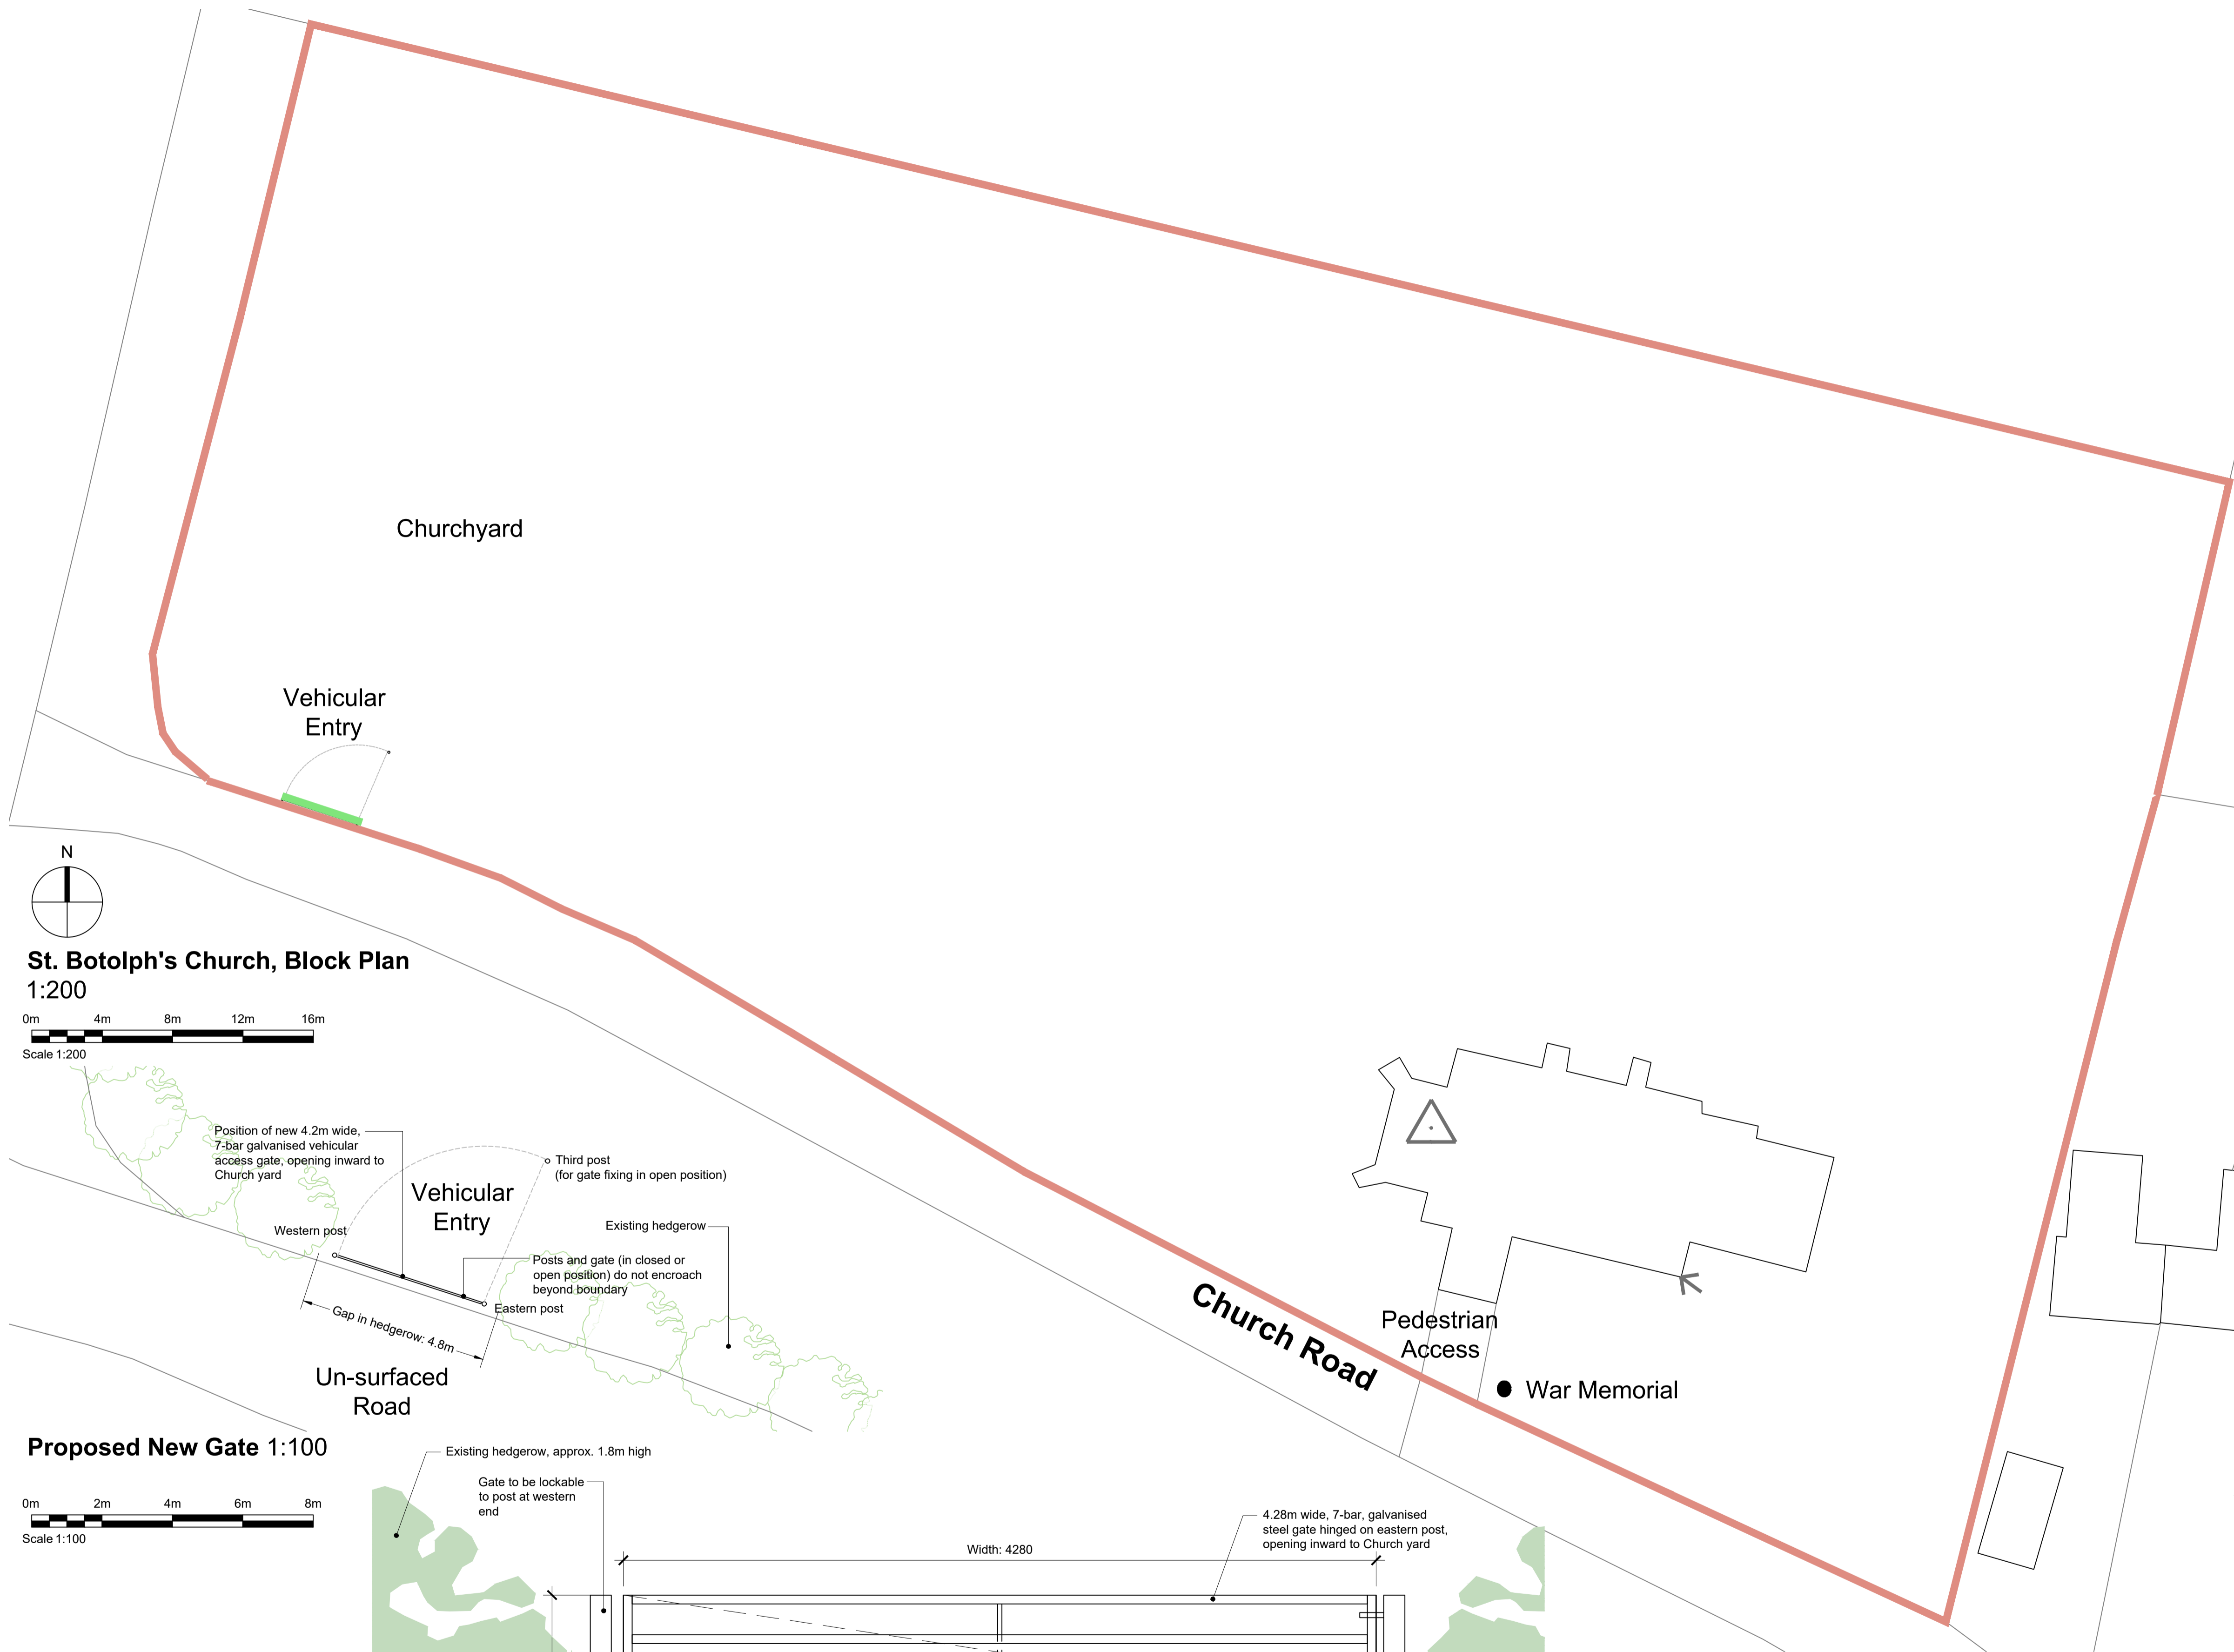 Churchyard
Vehicular
Entry
N
St. Botolph's Church, Block Plan
1:200
0m 4m 8m 12m 16m
Scale 1:200
Position of new 4.2m wide,
7-bar galvanised vehicular
access gate, opening inward to
Church yard
Third post
(for gate fixing in open position)
Vehicular
Entry
Western post
Existing hedgerow
Posts and gate (in closed or
open position) do not encroach
beyond boundary
Eastern post
Gap in hedgerow: 4.8m
Un-surfaced
Road
Church Road
Pedestrian
Access
War Memorial
Proposed New Gate 1:100
0m 2m 4m 6m 8m
Scale 1:100
Existing hedgerow, approx. 1.8m high
Gate to be lockable
to post at western
end
Width: 4280
4.28m wide, 7-bar, galvanised
steel gate hinged on eastern post,
opening inward to Church yard